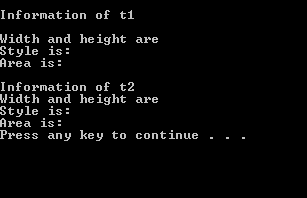 Information of t1
Width and height are
Style is:
Area is:
Information of t2
Width and height are
Style is:
Area is:
Press any key to continue . . .